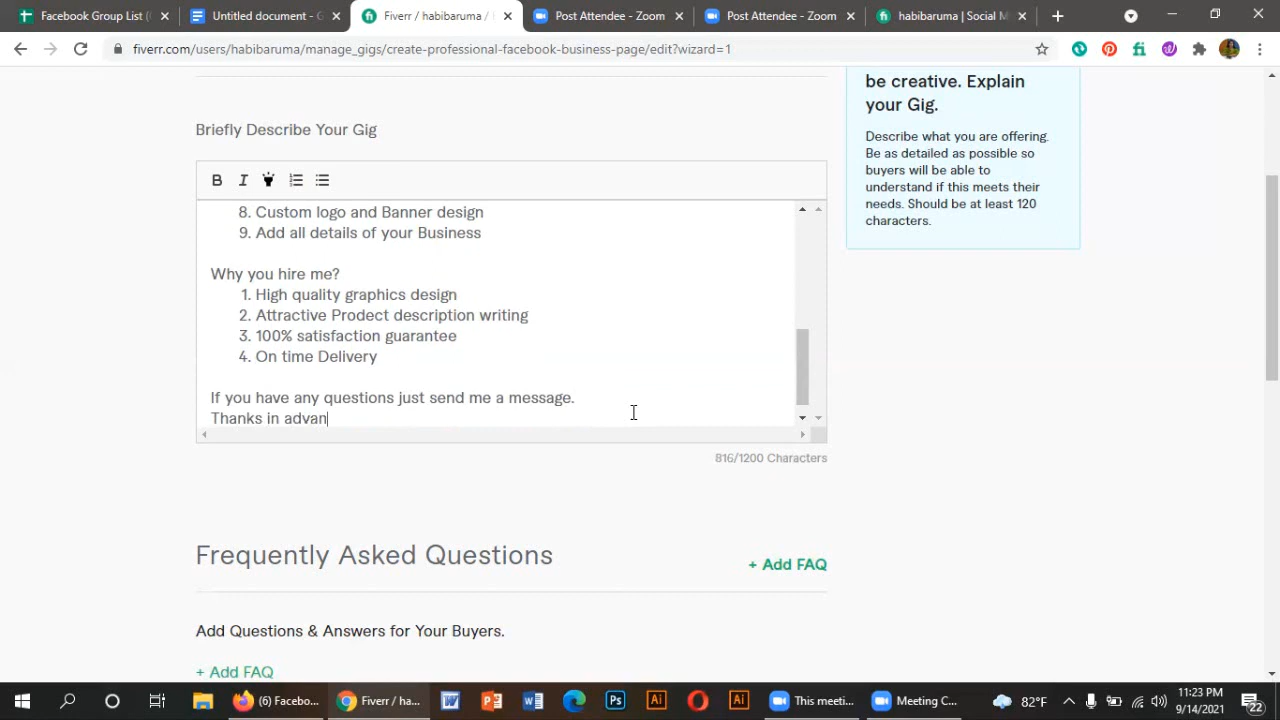 Facebook Group List (
Untitled document - G
Fiverr / habibaruma /
Post Attendee - Zoom
Post Attendee - Zoom
habibaruma | Social M
fiverr.com/users/habibaruma/manage_gigs/create-professional-facebook-business-page/edit?wizard=1
be creative. Explain
your Gig.
Describe what you are offering.
Be as detailed as possible so
buyers will be able to
understand if this meets their
needs. Should be at least 120
characters.
Briefly Describe Your Gig
B I
8. Custom logo and Banner design
9. Add all details of your Business
Why you hire me?
1. High quality graphics design
2. Attractive Prodect description writing
3. 100% satisfaction guarantee
4. On time Delivery
If you have any questions just send me a message.
Thanks in advan
816/1200 Characters
Frequently Asked Questions
+ Add FAQ
Add Questions & Answers for Your Buyers.
+ Add FAQ
(6) Facebo...
Fiverr / ha...
Ps
Ai
Ai
This meeti...
Meeting C...
82°F
11:23 PM
9/14/2021
22